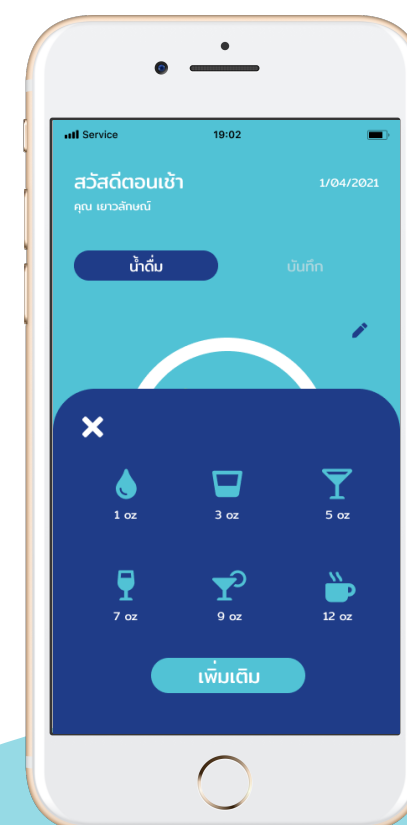 Service 19:02
สวัสดีตอนเช้า 1/04/2021
คุณ เยาวลักษณ์
น้ำดื่ม บันทึก
1 oz 3 oz 5 oz
7 oz 9 oz 12 oz
เพิ่มเติม